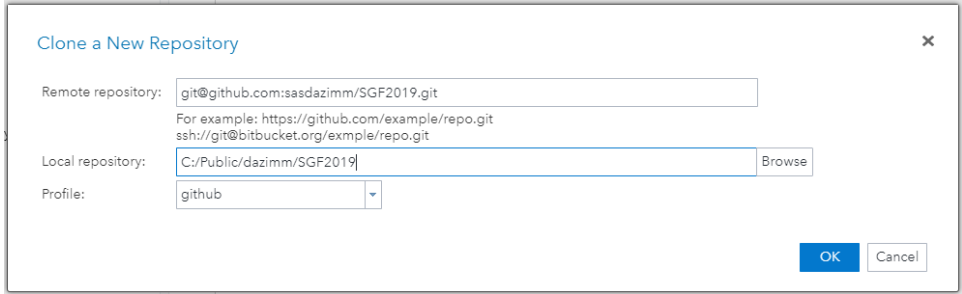 Clone a New Repository
Remote repository: git@github.com:sasdazimm/SGF2019.git
For example: https://github.com/example/repo.git
ssh://git@bitbucket.org/exmple/repo.git
Local repository: C:/Public/dazimm/SGF2019 Browse
Profile: github
OK Cancel